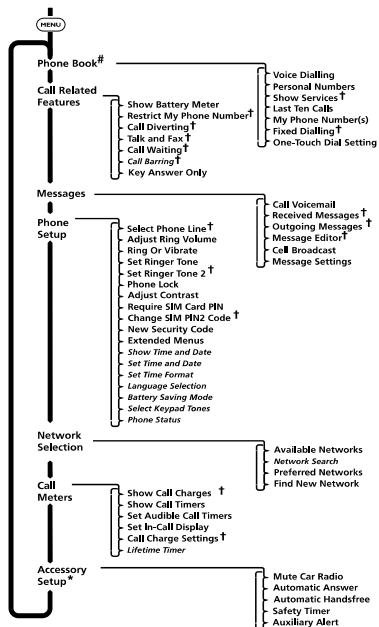 MENU
Phone Book#
Voice Dialling
Personal Numbers
Show Services†
Last Ten Calls
My Phone Number(s)
Fixed Dialling†
One-Touch Dial Setting
Call Related
Features
Show Battery Meter
Restrict My Phone Number†
Call Diverting†
Talk and Fax†
Call Waiting†
Call Barring†
Key Answer Only
Messages
Call Voicemail
Received Messages†
Outgoing Messages†
Message Editor†
Cell Broadcast
Message Settings
Phone
Setup
Select Phone Line†
Adjust Ring Volume
Ring Or Vibrate
Set Ringer Tone
Set Ringer Tone 2†
Phone Lock
Adjust Contrast
Require SIM Card PIN
Change SIM PIN2 Code†
New Security Code
Extended Menus
Show Time and Date
Set Time and Date
Set Time Format
Language Selection
Battery Saving Mode
Select Keypad Tones
Phone Status
Network
Selection
Available Networks
Network Search
Preferred Networks
Find New Network
Call
Meters
Show Call Charges †
Show Call Timers
Set Audible Call Timers
Set In-Call Display
Call Charge Settings†
Lifetime Timer
Accessory
Setup*
Mute Car Radio
Automatic Answer
Automatic Handsfree
Safety Timer
Auxiliary Alert